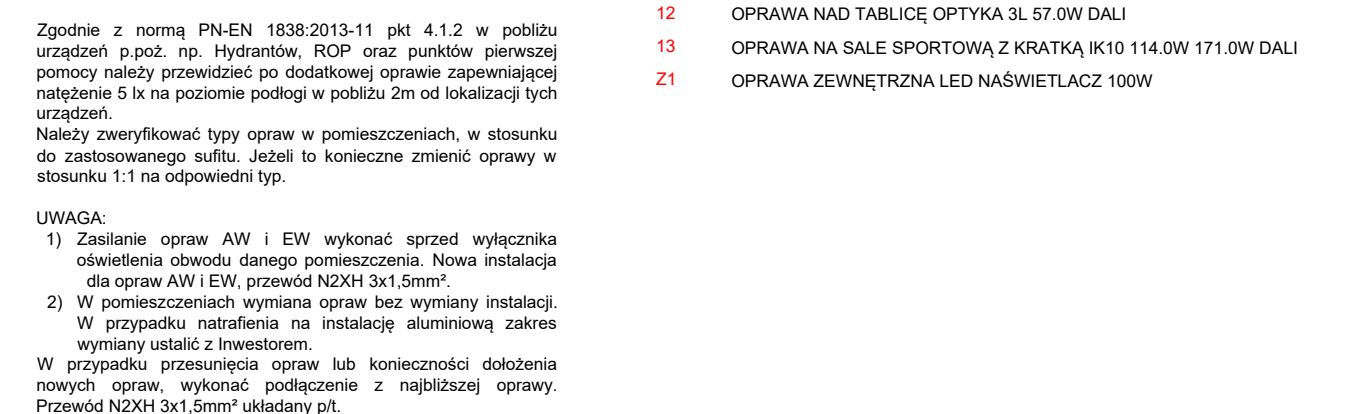 Zgodnie z normą PN-EN 1838:2013-11 pkt 4.1.2 w pobliżu
urządzeń p.poż. np. Hydrantów, ROP oraz punktów pierwszej
pomocy należy przewidzieć po dodatkowej oprawie zapewniającej
natężenie 5 lx na poziomie podłogi w pobliżu 2m od lokalizacji tych
urządzeń.
Należy zweryfikować typy opraw w pomieszczeniach, w stosunku
do zastosowanego sufitu. Jeżeli to konieczne zmienić oprawy w
stosunku 1:1 na odpowiedni typ.
UWAGA:
1) Zasilanie opraw AW i EW wykonać sprzed wyłącznika
oświetlenia obwodu danego pomieszczenia. Nowa instalacja
dla opraw AW i EW, przewód N2XH 3x1,5mm².
2) W pomieszczeniach wymiana opraw bez wymiany instalacji.
W przypadku natrafienia na instalację aluminiową zakres
wymiany ustalić z Inwestorem.
W przypadku przesunięcia opraw lub konieczności dołożenia
nowych opraw, wykonać podłączenie z najbliższej oprawy.
Przewód N2XH 3x1,5mm² układany p/t.
12 OPRAWA NAD TABLICĘ OPTYKA 3L 57.0W DALI
13 OPRAWA NA SALE SPORTOWĄ Z KRATKĄ IK10 114.0W 171.0W DALI
Z1 OPRAWA ZEWNĘTRZNA LED NAŚWIETLACZ 100W